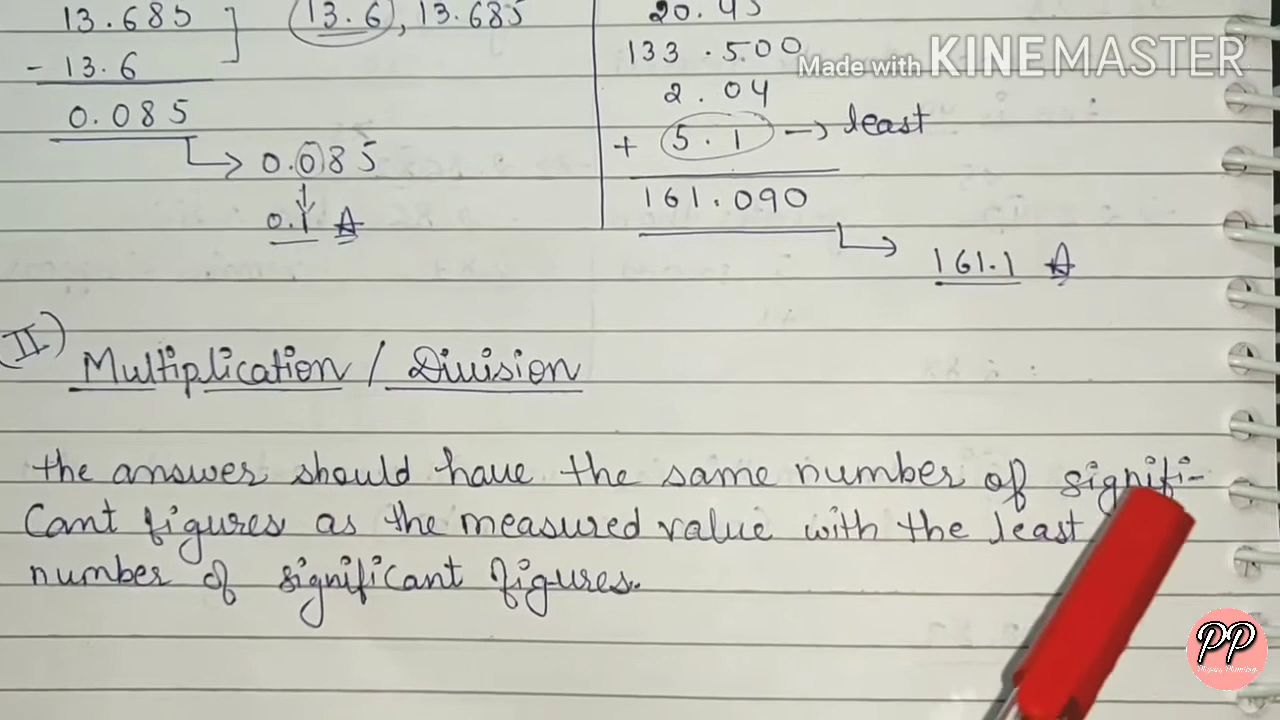 13.685
- 13.6
0.085
0.085
0.1
13.6, 13.685
133.500
2.04
+ 5.1 → least
161.090
161.1
Made with KINEMASTER
II)
Multiplication / Division
the answer should have the same number of signifi-
cant figures as the measured value with the least
number of significant figures.
PP